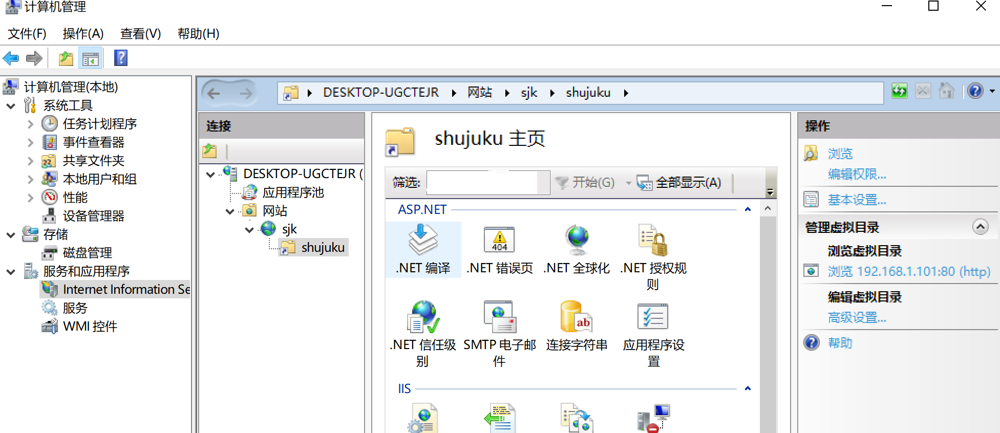 计算机管理
文件(F) 操作(A) 查看(V) 帮助(H)
计算机管理(本地)
系统工具
任务计划程序
事件查看器
共享文件夹
本地用户和组
性能
设备管理器
存储
磁盘管理
服务和应用程序
Internet Information Se
服务
WMI 控件
DESKTOP-UGCTEJR 网站 sjk shujuku
连接
DESKTOP-UGCTEJR (
应用程序池
网站
sjk
shujuku
shujuku 主页
筛选: 开始(G) 全部显示(A)
ASP.NET
.NET 编译
404
.NET 错误页
.NET 全球化
.NET 授权规
则
.NET 信任级
别
SMTP 电子邮
件
ab
连接字符串
应用程序设
置
IIS
操作
浏览
编辑权限...
基本设置...
管理虚拟目录
浏览虚拟目录
浏览 192.168.1.101:80 (http)
编辑虚拟目录
高级设置...
帮助